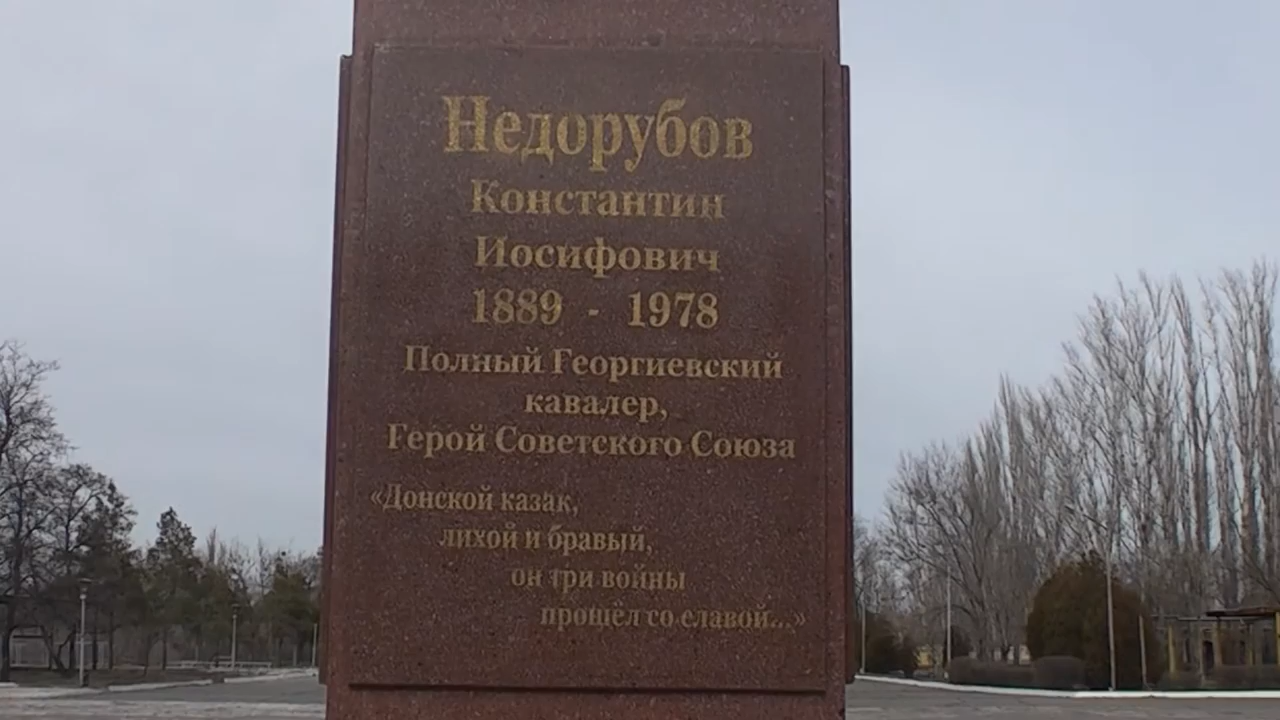 Недорубов
Константин
Иосифович
1889 - 1978
Полный Георгиевский
кавалер,
Герой Советского Союза
«Донской казак,
лихой и бравый,
он три войны
прошёл со славой...»